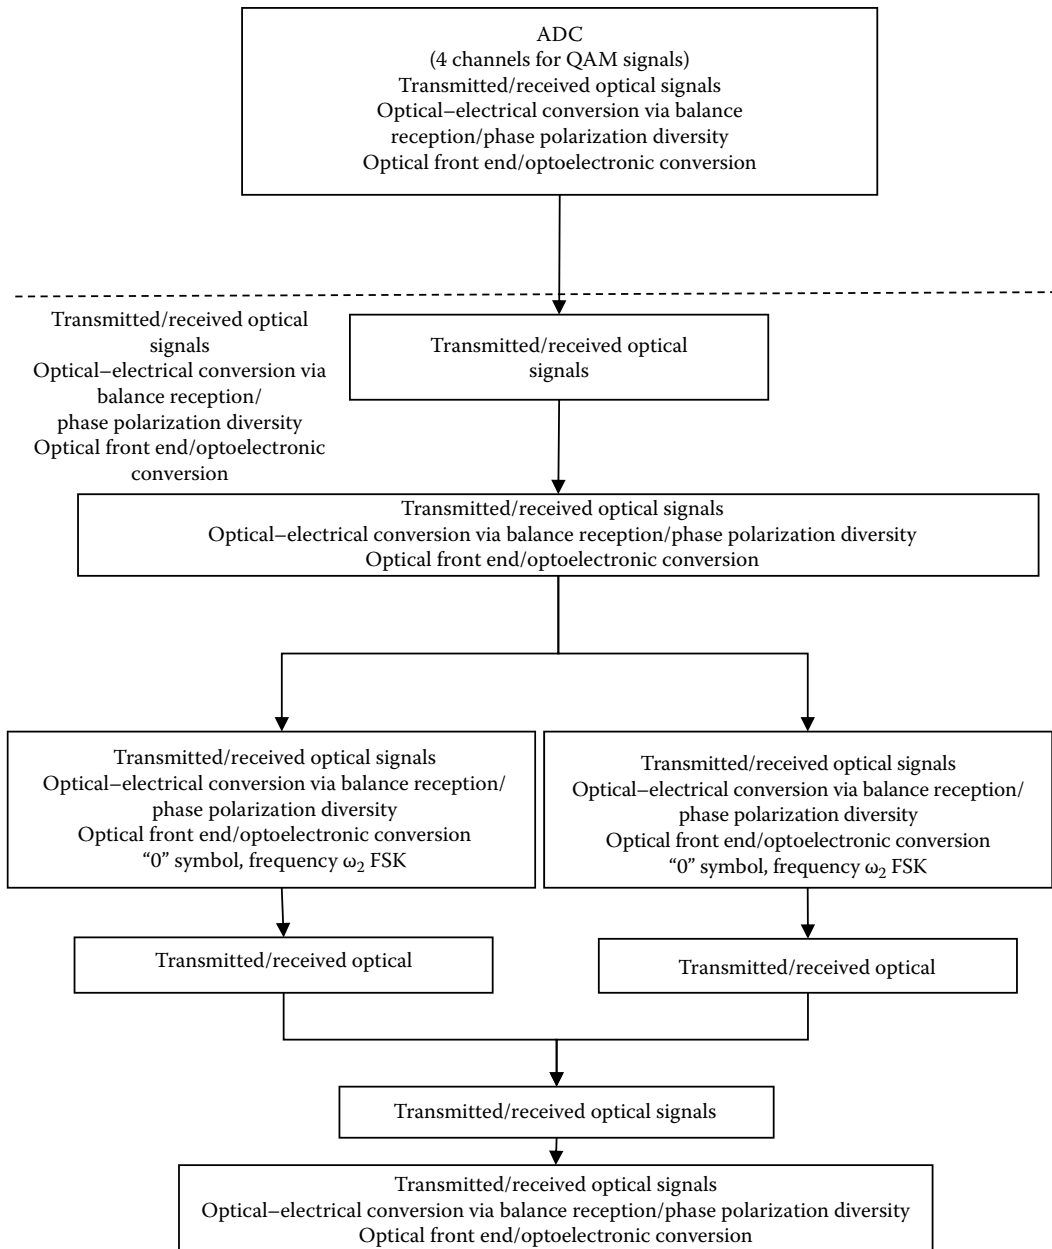 ADC
(4 channels for QAM signals)
Transmitted/received optical signals
Optical–electrical conversion via balance
reception/phase polarization diversity
Optical front end/optoelectronic conversion
Transmitted/received optical
signals
Optical–electrical conversion via
balance reception/
phase polarization diversity
Optical front end/optoelectronic
conversion
Transmitted/received optical
signals
Transmitted/received optical signals
Optical–electrical conversion via balance reception/phase polarization diversity
Optical front end/optoelectronic conversion
Transmitted/received optical signals
Optical–electrical conversion via balance reception/
phase polarization diversity
Optical front end/optoelectronic conversion
“0” symbol, frequency ω₂ FSK
Transmitted/received optical signals
Optical–electrical conversion via balance reception/
phase polarization diversity
Optical front end/optoelectronic conversion
“0” symbol, frequency ω₂ FSK
Transmitted/received optical
Transmitted/received optical
Transmitted/received optical signals
Transmitted/received optical signals
Optical–electrical conversion via balance reception/phase polarization diversity
Optical front end/optoelectronic conversion